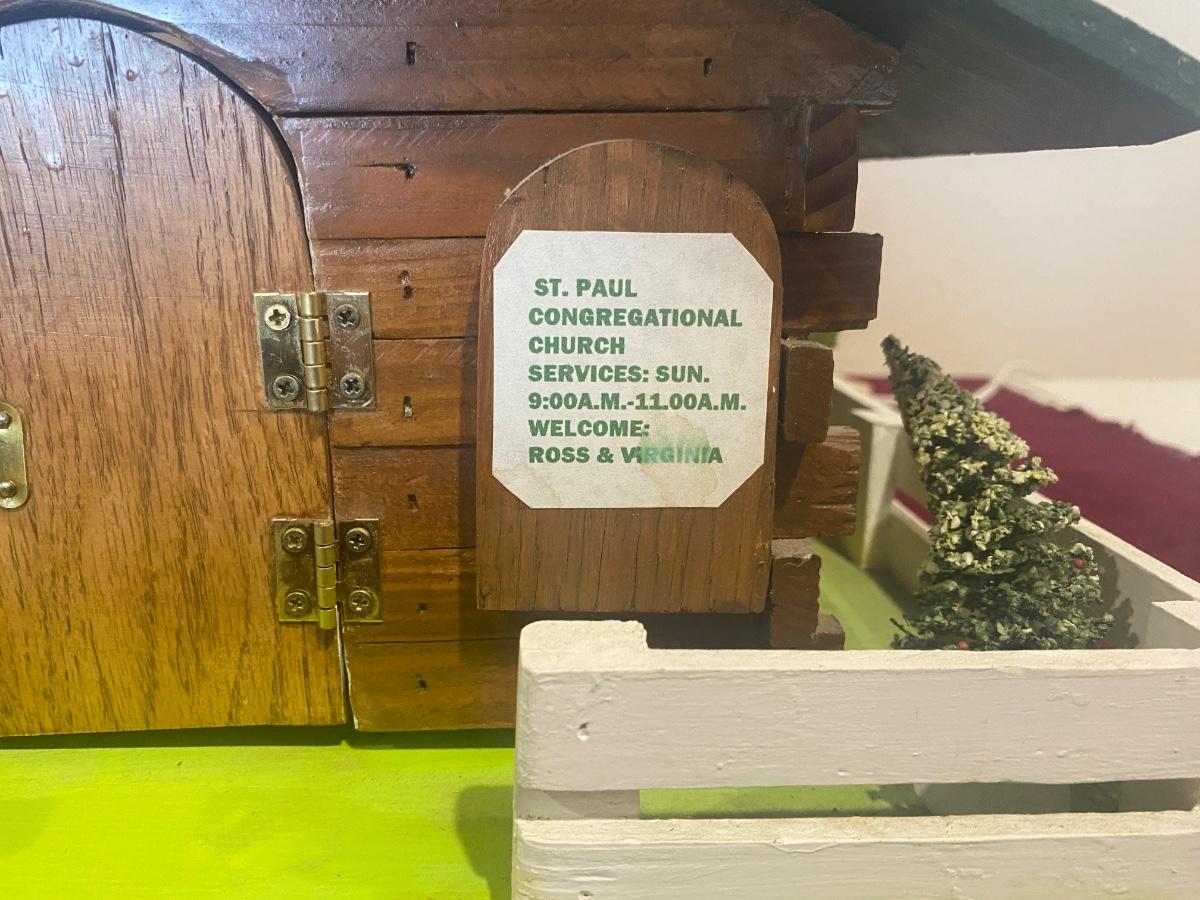 ST. PAUL
CONGREGATIONAL
CHURCH
SERVICES: SUN.
9:00A.M.-11.00A.M.
WELCOME:
ROSS & VIRGINIA